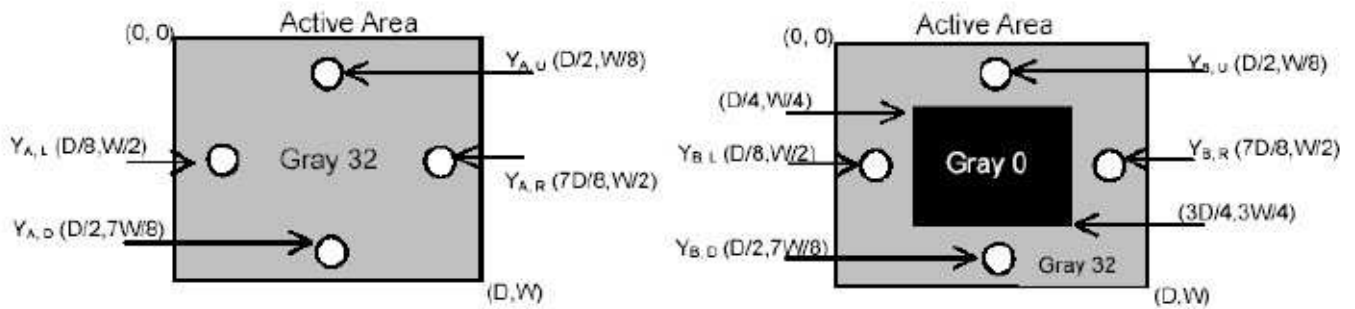 Active Area
(0, 0)
YA, U (D/2,W/8)
YA, L (D/8,W/2)
Gray 32
YA, R (7D/8,W/2)
YA, D (D/2,7W/8)
(D,W)
Active Area
(0, 0)
YB, U (D/2,W/8)
(D/4,W/4)
YB, L (D/8,W/2)
Gray 0
YB, R (7D/8,W/2)
(3D/4,3W/4)
YB, D (D/2,7W/8)
Gray 32
(D,W)